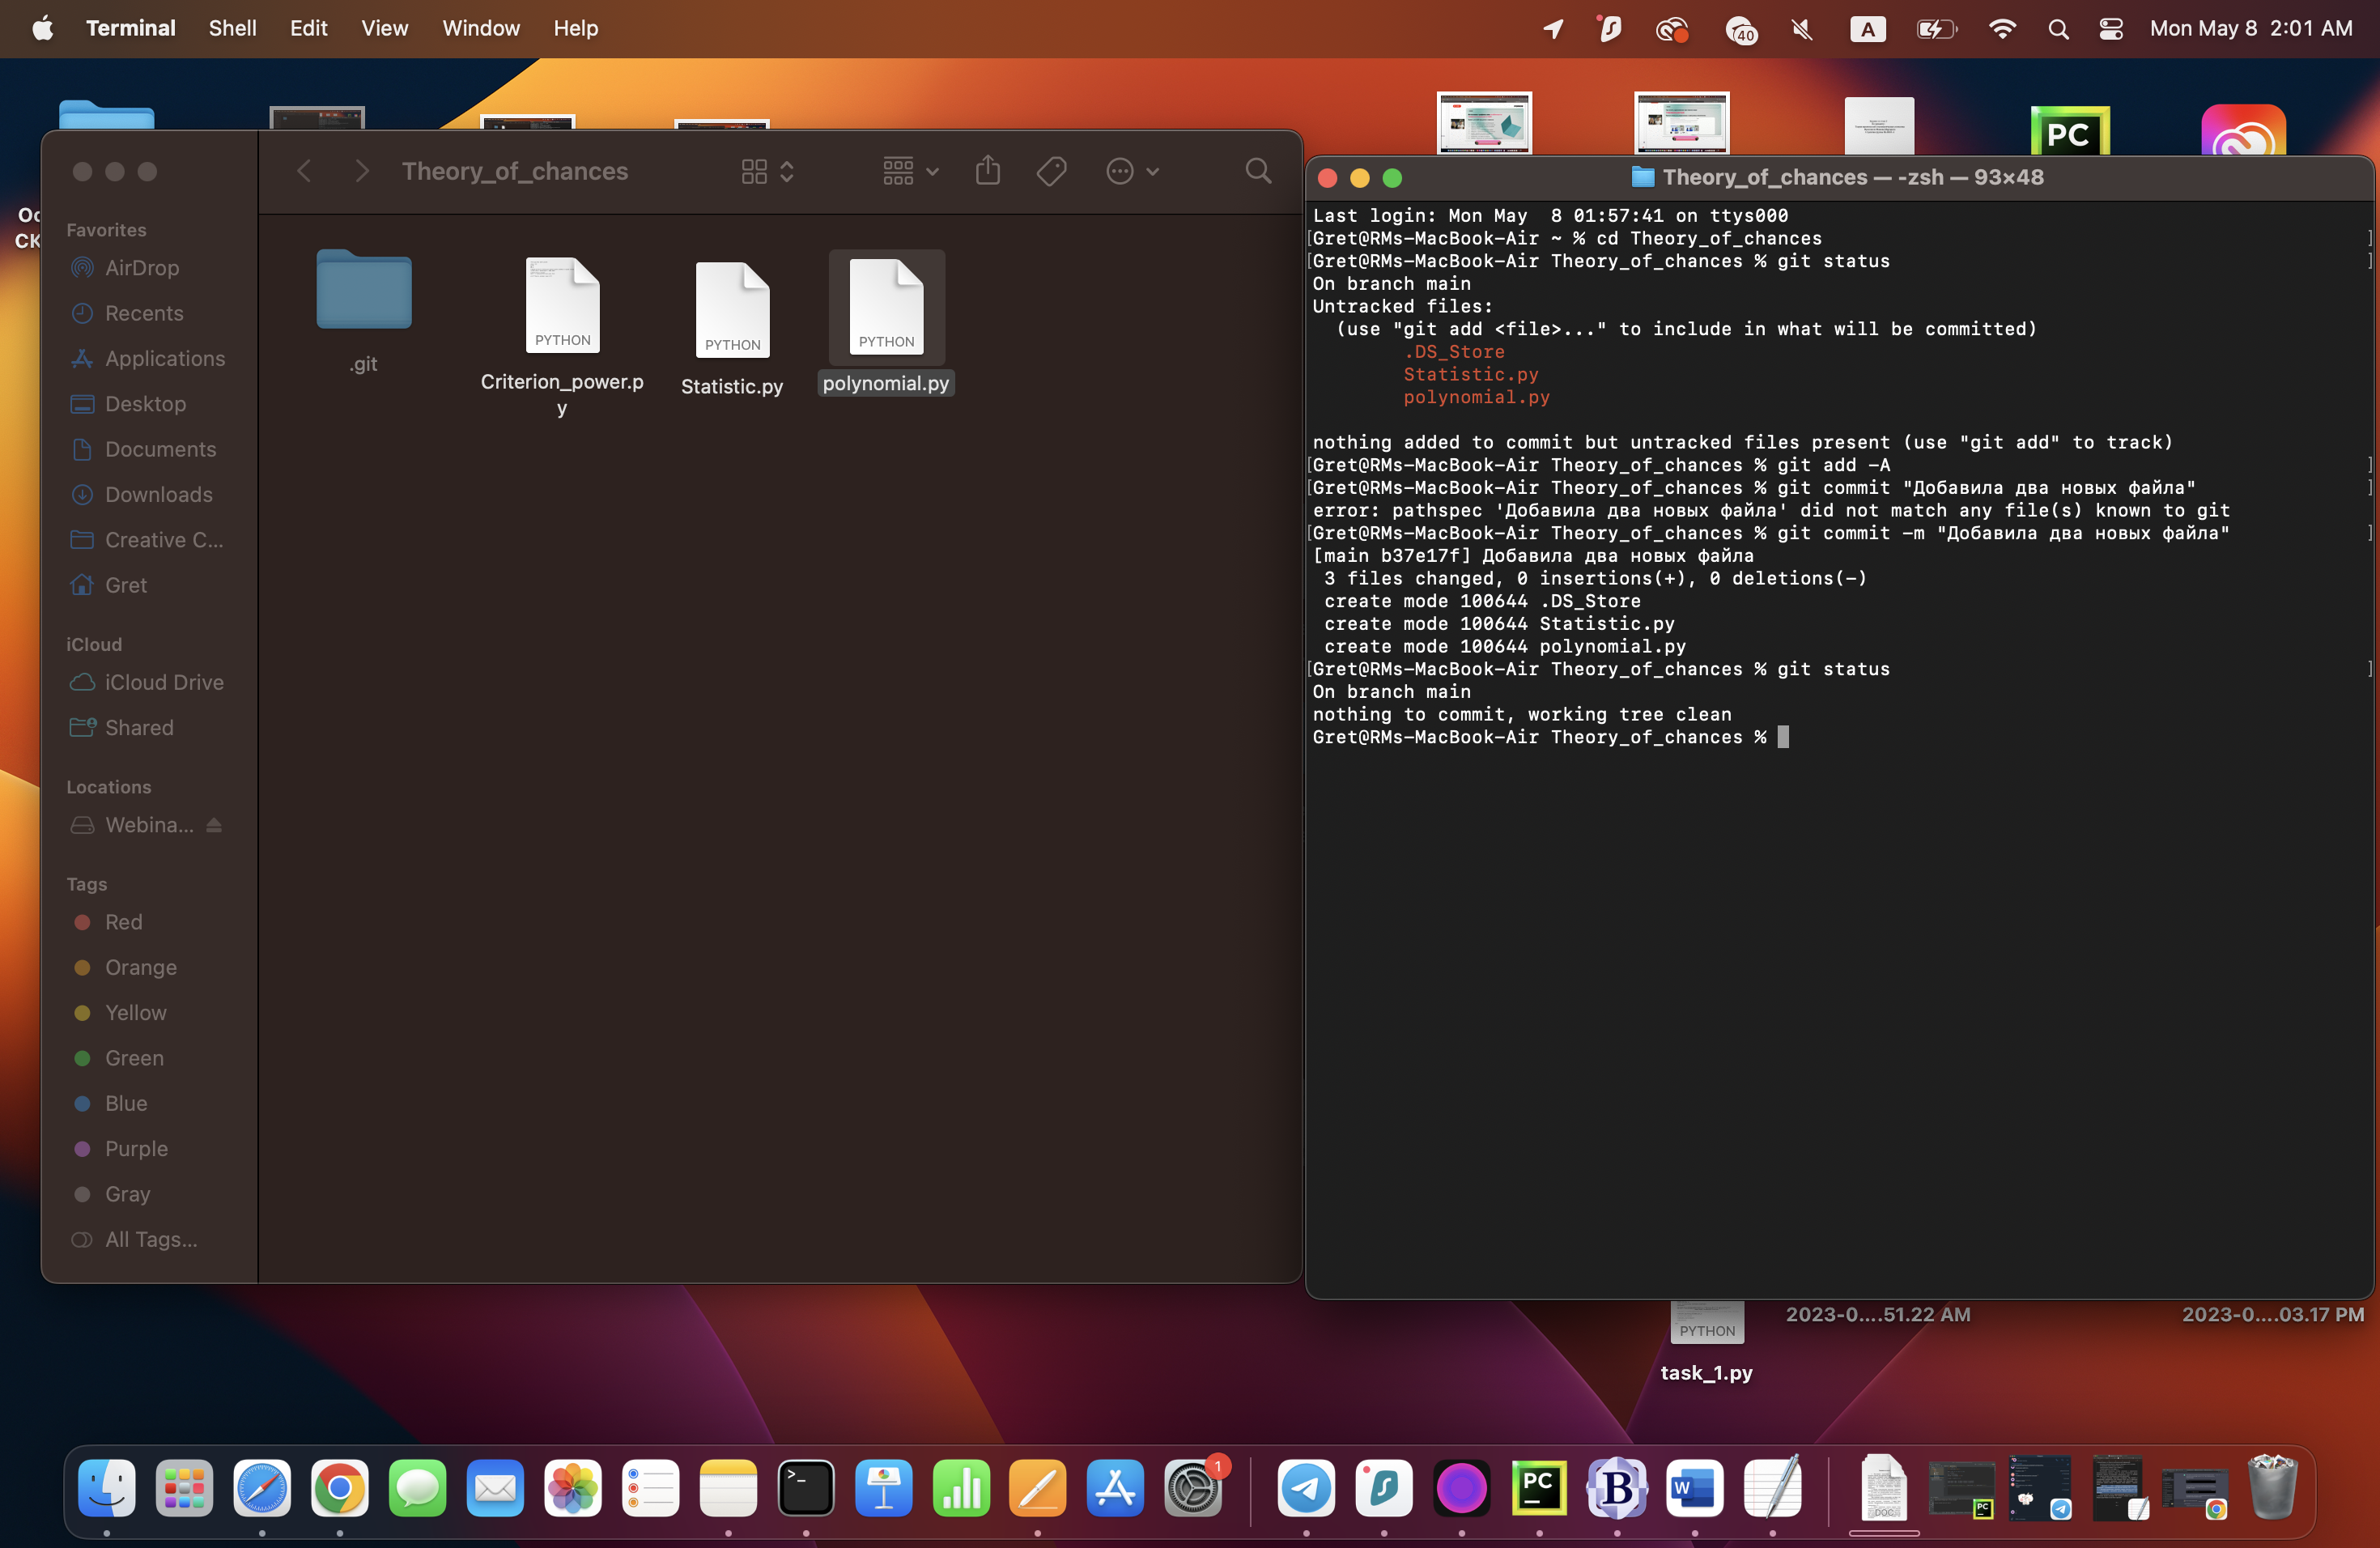 Terminal Shell Edit View Window Help
40 A Mon May 8 2:01 AM
PC
Ос
СК
Theory_of_chances
Favorites
AirDrop
Recents
Applications
Desktop
Documents
Downloads
Creative C...
Gret
iCloud
iCloud Drive
Shared
Locations
Webina...
Tags
Red
Orange
Yellow
Green
Blue
Purple
Gray
All Tags...
.git
PYTHON
Criterion_power.p
y
PYTHON
Statistic.py
PYTHON
polynomial.py
Theory_of_chances — -zsh — 93×48
Last login: Mon May  8 01:57:41 on ttys000
[Gret@RMs-MacBook-Air ~ % cd Theory_of_chances ]
[Gret@RMs-MacBook-Air Theory_of_chances % git status ]
On branch main
Untracked files:
(use "git add <file>..." to include in what will be committed)
.DS_Store
Statistic.py
polynomial.py
nothing added to commit but untracked files present (use "git add" to track)
[Gret@RMs-MacBook-Air Theory_of_chances % git add -A ]
[Gret@RMs-MacBook-Air Theory_of_chances % git commit "Добавила два новых файла" ]
error: pathspec 'Добавила два новых файла' did not match any file(s) known to git
[Gret@RMs-MacBook-Air Theory_of_chances % git commit -m "Добавила два новых файла" ]
[main b37e17f] Добавила два новых файла
3 files changed, 0 insertions(+), 0 deletions(-)
create mode 100644 .DS_Store
create mode 100644 Statistic.py
create mode 100644 polynomial.py
[Gret@RMs-MacBook-Air Theory_of_chances % git status ]
On branch main
nothing to commit, working tree clean
Gret@RMs-MacBook-Air Theory_of_chances %
PYTHON
task_1.py
2023-0....51.22 AM
2023-0....03.17 PM
>_
1
PC
B
W
DOC
PC